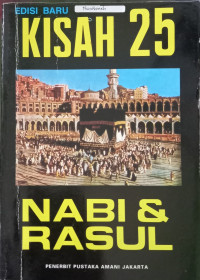 EDISI BARU
KISAH 25
NABI &
RASUL
PENERBIT PUSTAKA AMANI JAKARTA